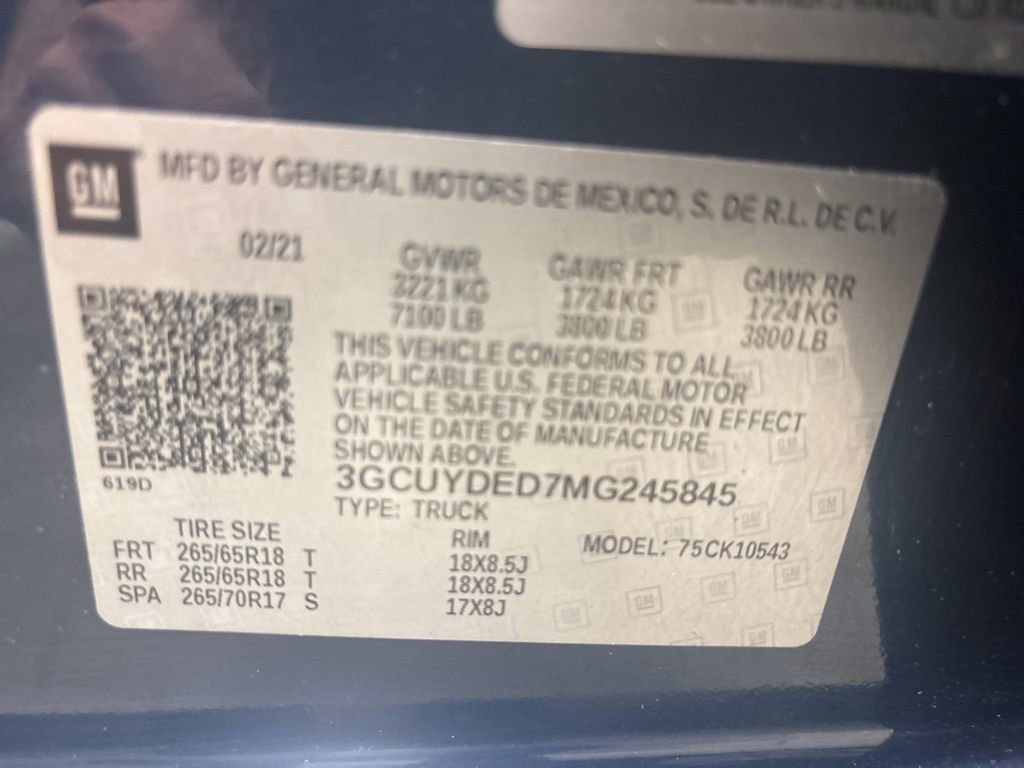 GM
MFD BY GENERAL MOTORS DE MEXICO, S. DE R.L. DE C.V.
02/21
GVWR GAWR FRT GAWR RR
3221 KG 1724 KG 1724 KG
7100 LB 3800 LB 3800 LB
THIS VEHICLE CONFORMS TO ALL
APPLICABLE U.S. FEDERAL MOTOR
VEHICLE SAFETY STANDARDS IN EFFECT
ON THE DATE OF MANUFACTURE
SHOWN ABOVE.
619D
3GCUYDED7MG245845
TYPE: TRUCK
TIRE SIZE RIM MODEL: 75CK10543
FRT 265/65R18 T 18X8.5J
RR 265/65R18 T 18X8.5J
SPA 265/70R17 S 17X8J